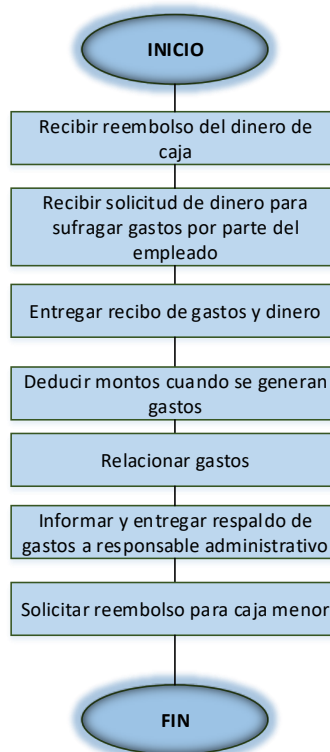 INICIO
Recibir reembolso del dinero de
caja
Recibir solicitud de dinero para
sufragar gastos por parte del
empleado
Entregar recibo de gastos y dinero
Deducir montos cuando se generan
gastos
Relacionar gastos
Informar y entregar respaldo de
gastos a responsable administrativo
Solicitar reembolso para caja menor
FIN